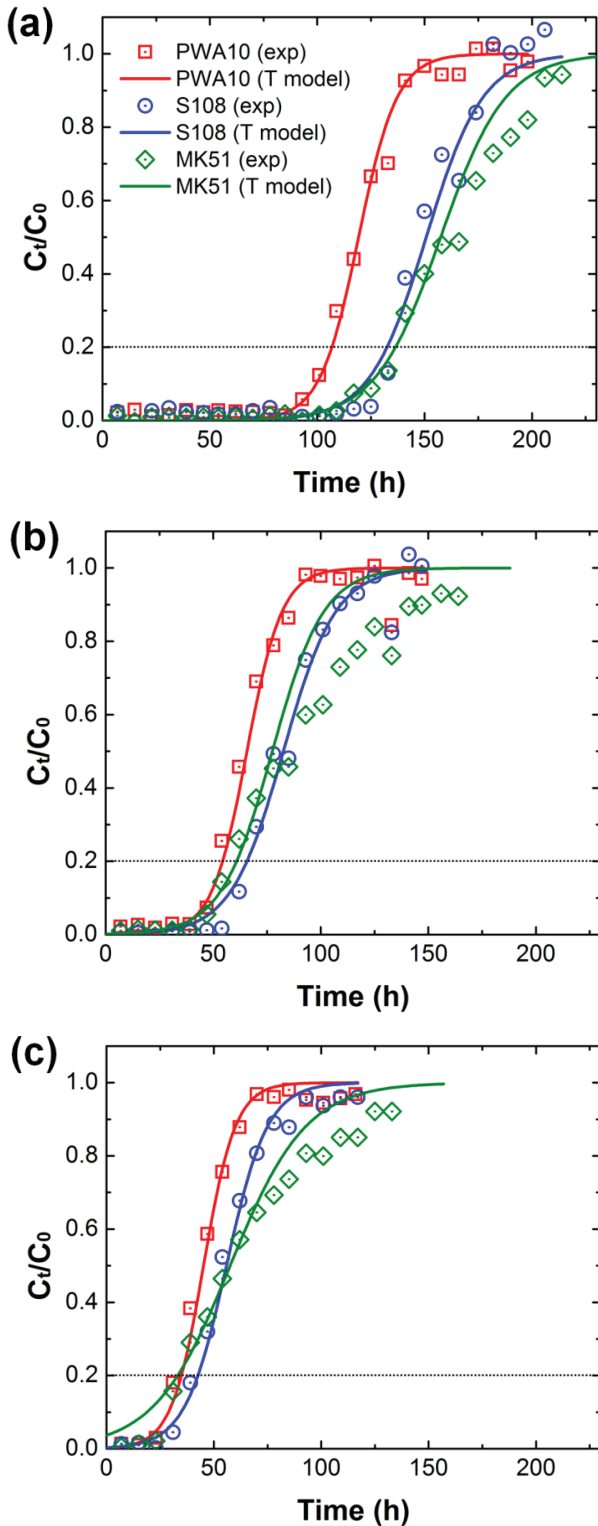 (a)
PWA10 (exp)
PWA10 (T model)
S108 (exp)
S108 (T model)
MK51 (exp)
MK51 (T model)
1.0
0.8
0.6
0.4
0.2
0.0
Ct/C0
0 50 100 150 200
Time (h)
(b)
1.0
0.8
0.6
0.4
0.2
0.0
Ct/C0
0 50 100 150 200
Time (h)
(c)
1.0
0.8
0.6
0.4
0.2
0.0
Ct/C0
0 50 100 150 200
Time (h)